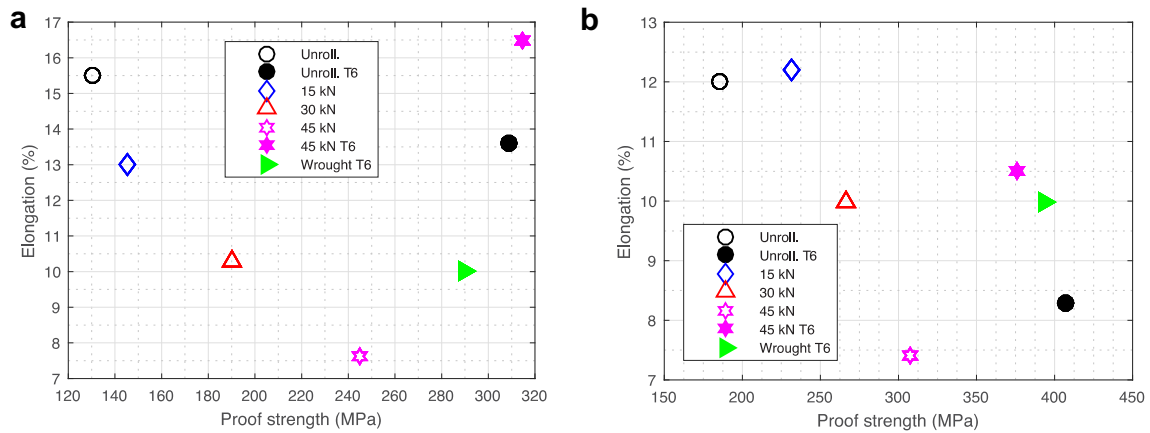 a
17
16
15
14
13
12
11
10
9
8
7
120 140 160 180 200 220 240 260 280 300 320
Elongation (%)
Proof strength (MPa)
Unroll.
Unroll. T6
15 kN
30 kN
45 kN
45 kN T6
Wrought T6
b
13
12
11
10
9
8
7
150 200 250 300 350 400 450
Elongation (%)
Proof strength (MPa)
Unroll.
Unroll. T6
15 kN
30 kN
45 kN
45 kN T6
Wrought T6